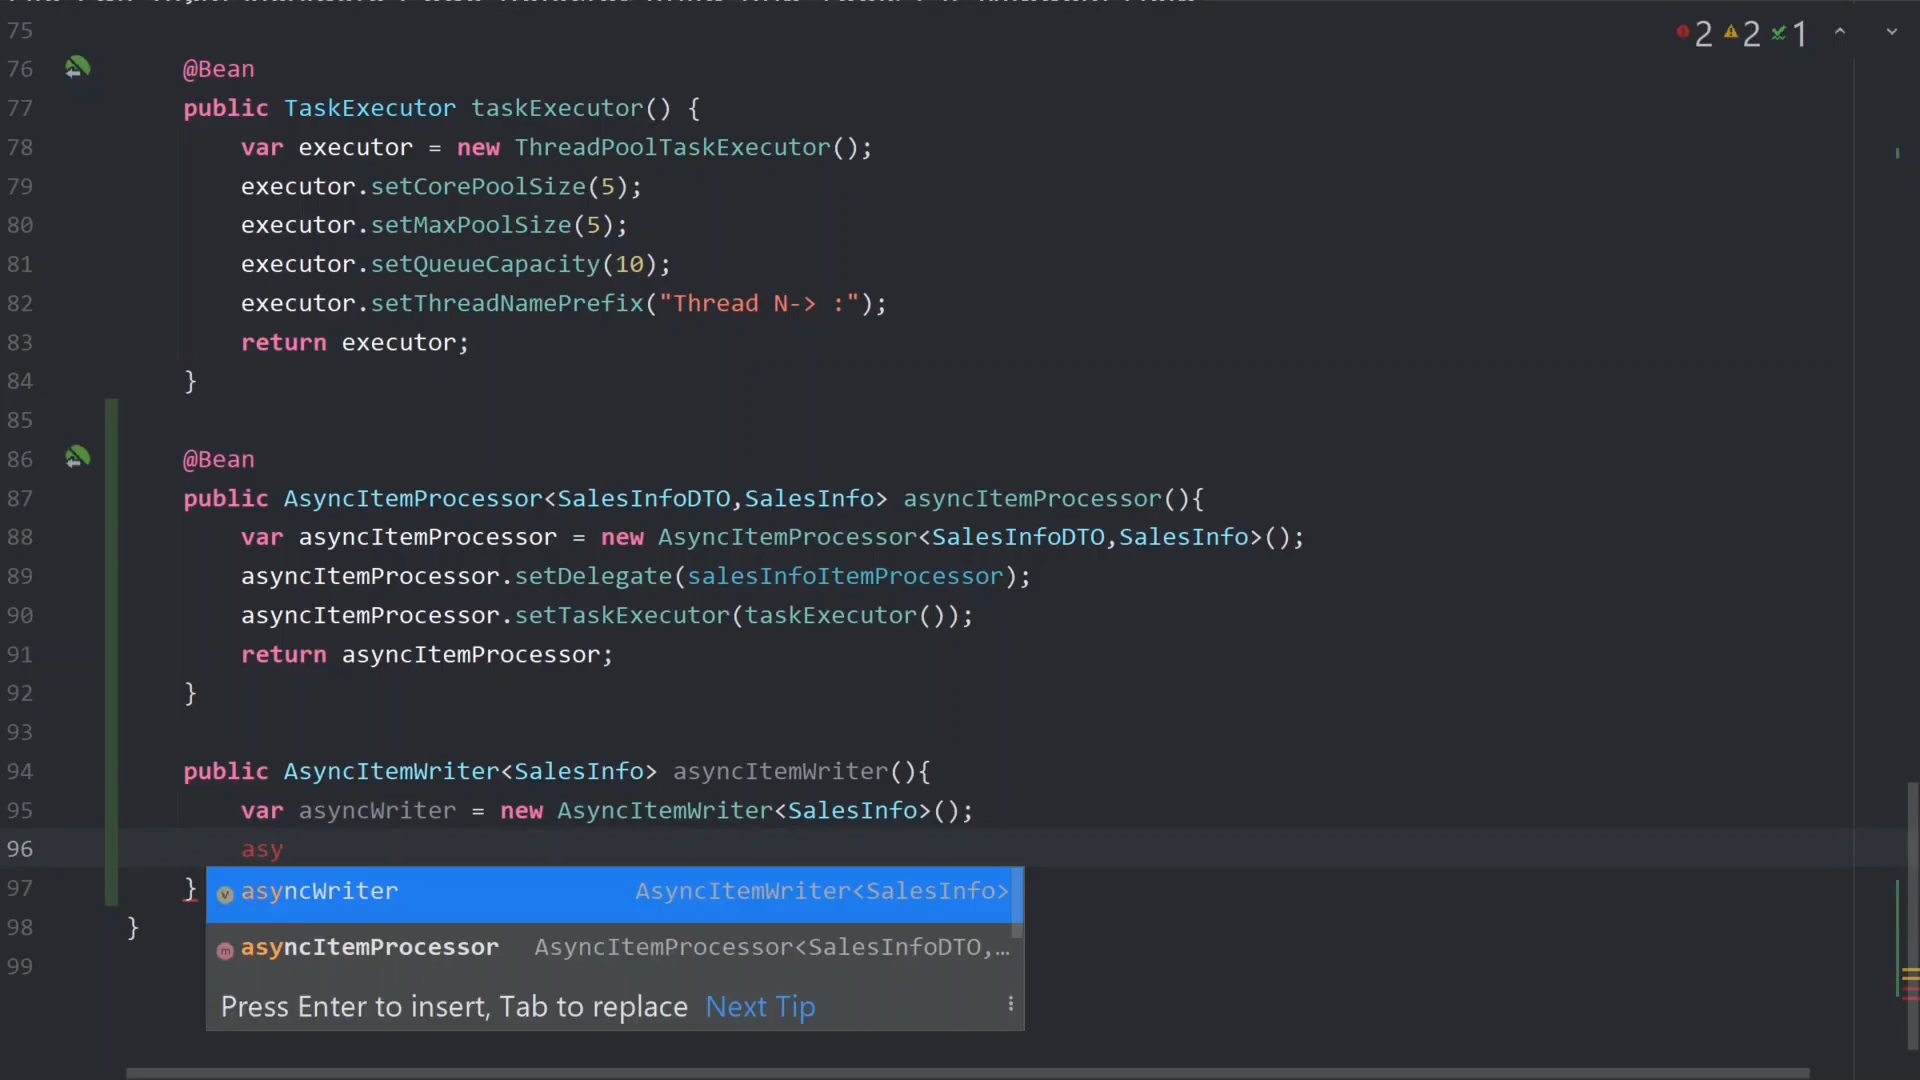 75
2 2 1
76 @Bean
77 public TaskExecutor taskExecutor() {
78 var executor = new ThreadPoolTaskExecutor();
79 executor.setCorePoolSize(5);
80 executor.setMaxPoolSize(5);
81 executor.setQueueCapacity(10);
82 executor.setThreadNamePrefix("Thread N-> :");
83 return executor;
84 }
85
86 @Bean
87 public AsyncItemProcessor<SalesInfoDTO,SalesInfo> asyncItemProcessor(){
88 var asyncItemProcessor = new AsyncItemProcessor<SalesInfoDTO,SalesInfo>();
89 asyncItemProcessor.setDelegate(salesInfoItemProcessor);
90 asyncItemProcessor.setTaskExecutor(taskExecutor());
91 return asyncItemProcessor;
92 }
93
94 public AsyncItemWriter<SalesInfo> asyncItemWriter(){
95 var asyncWriter = new AsyncItemWriter<SalesInfo>();
96 asy
97 } v asyncWriter AsyncItemWriter<SalesInfo>
98 }
m asyncItemProcessor AsyncItemProcessor<SalesInfoDTO,…
99
Press Enter to insert, Tab to replace Next Tip